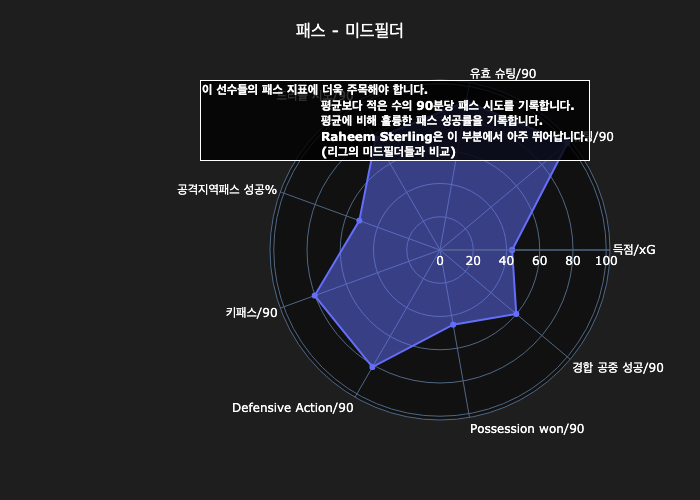 패스 - 미드필더
유효 슈팅/90
이 선수들의 패스 지표에 더욱 주목해야 합니다.
평균보다 적은 수의 90분당 패스 시도를 기록합니다.
평균에 비해 훌륭한 패스 성공률을 기록합니다.
Raheem Sterling은 이 부분에서 아주 뛰어납니다.
/90
(리그의 미드필더들과 비교)
공격지역패스 성공%
득점/xG
0 20 40 60 80 100
키패스/90
경합 공중 성공/90
Defensive Action/90
Possession won/90